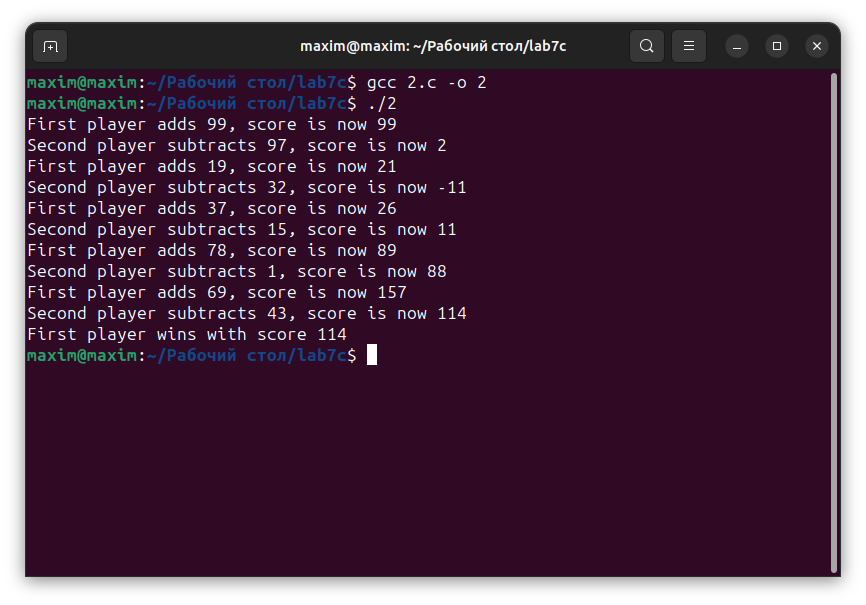 maxim@maxim: ~/Рабочий стол/lab7c
maxim@maxim:~/Рабочий стол/lab7c$ gcc 2.c -o 2
maxim@maxim:~/Рабочий стол/lab7c$ ./2
First player adds 99, score is now 99
Second player subtracts 97, score is now 2
First player adds 19, score is now 21
Second player subtracts 32, score is now -11
First player adds 37, score is now 26
Second player subtracts 15, score is now 11
First player adds 78, score is now 89
Second player subtracts 1, score is now 88
First player adds 69, score is now 157
Second player subtracts 43, score is now 114
First player wins with score 114
maxim@maxim:~/Рабочий стол/lab7c$